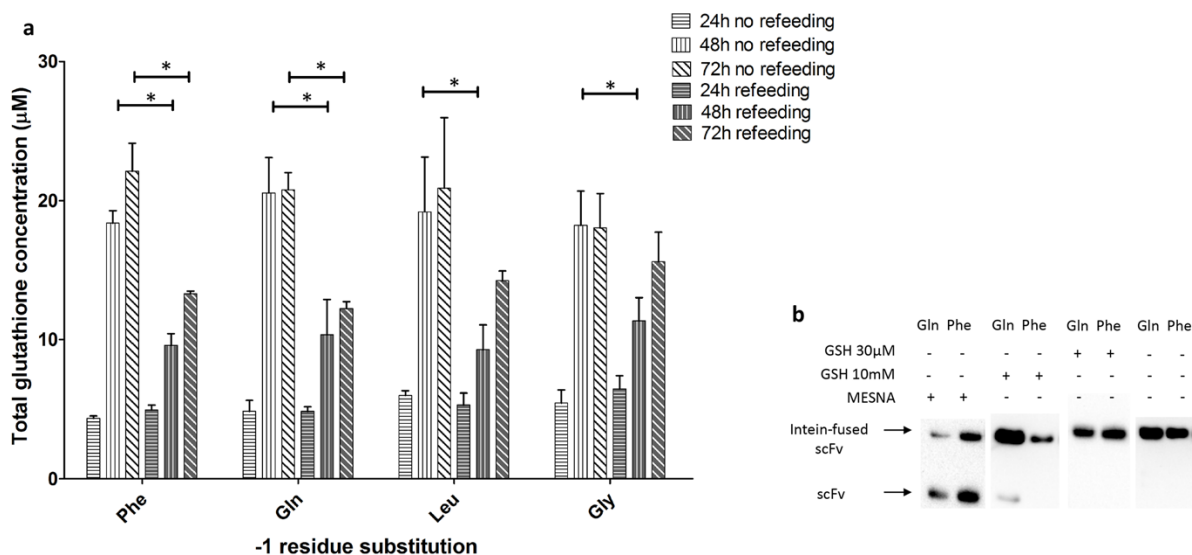 a
24h no refeeding
48h no refeeding
72h no refeeding
24h refeeding
48h refeeding
72h refeeding
Total glutathione concentration (µM)
30
20
10
0
* * * * * *
Phe Gln Leu Gly
-1 residue substitution
b
Gln Phe Gln Phe Gln Phe Gln Phe
GSH 30µM - - - - + + - -
GSH 10mM - - + + - - - -
MESNA + + - - - - - -
Intein-fused
scFv
scFv